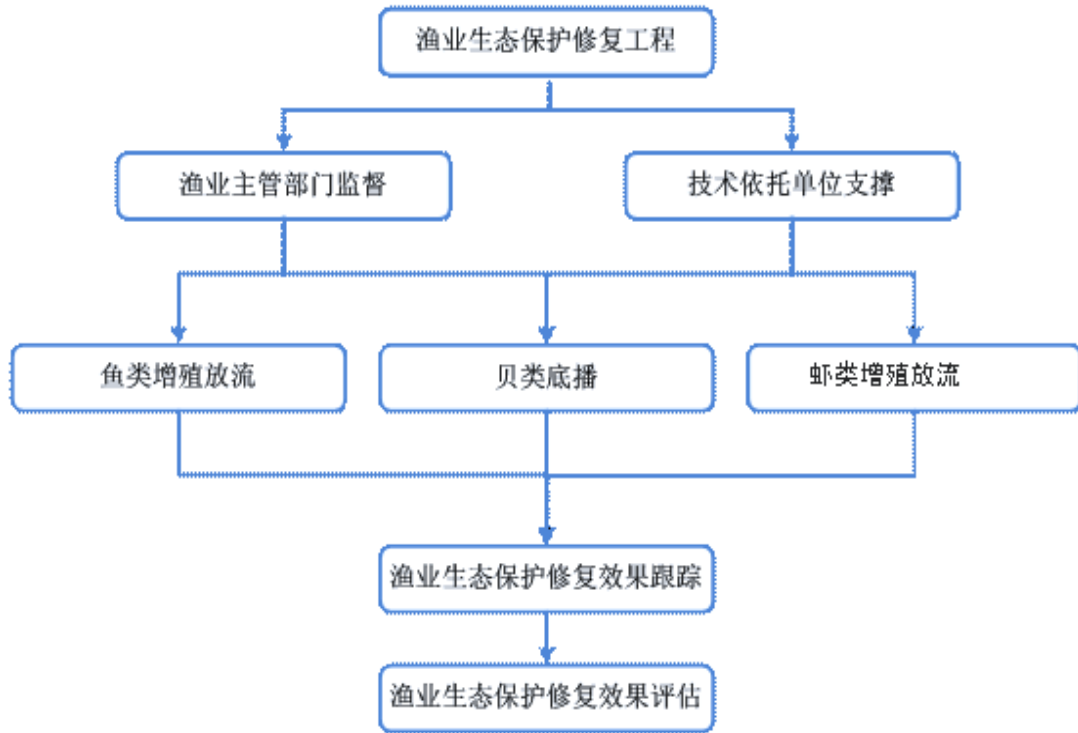 渔业生态保护修复工程
渔业主管部门监督
技术依托单位支撑
鱼类增殖放流
贝类底播
虾类增殖放流
渔业生态保护修复效果跟踪
渔业生态保护修复效果评估